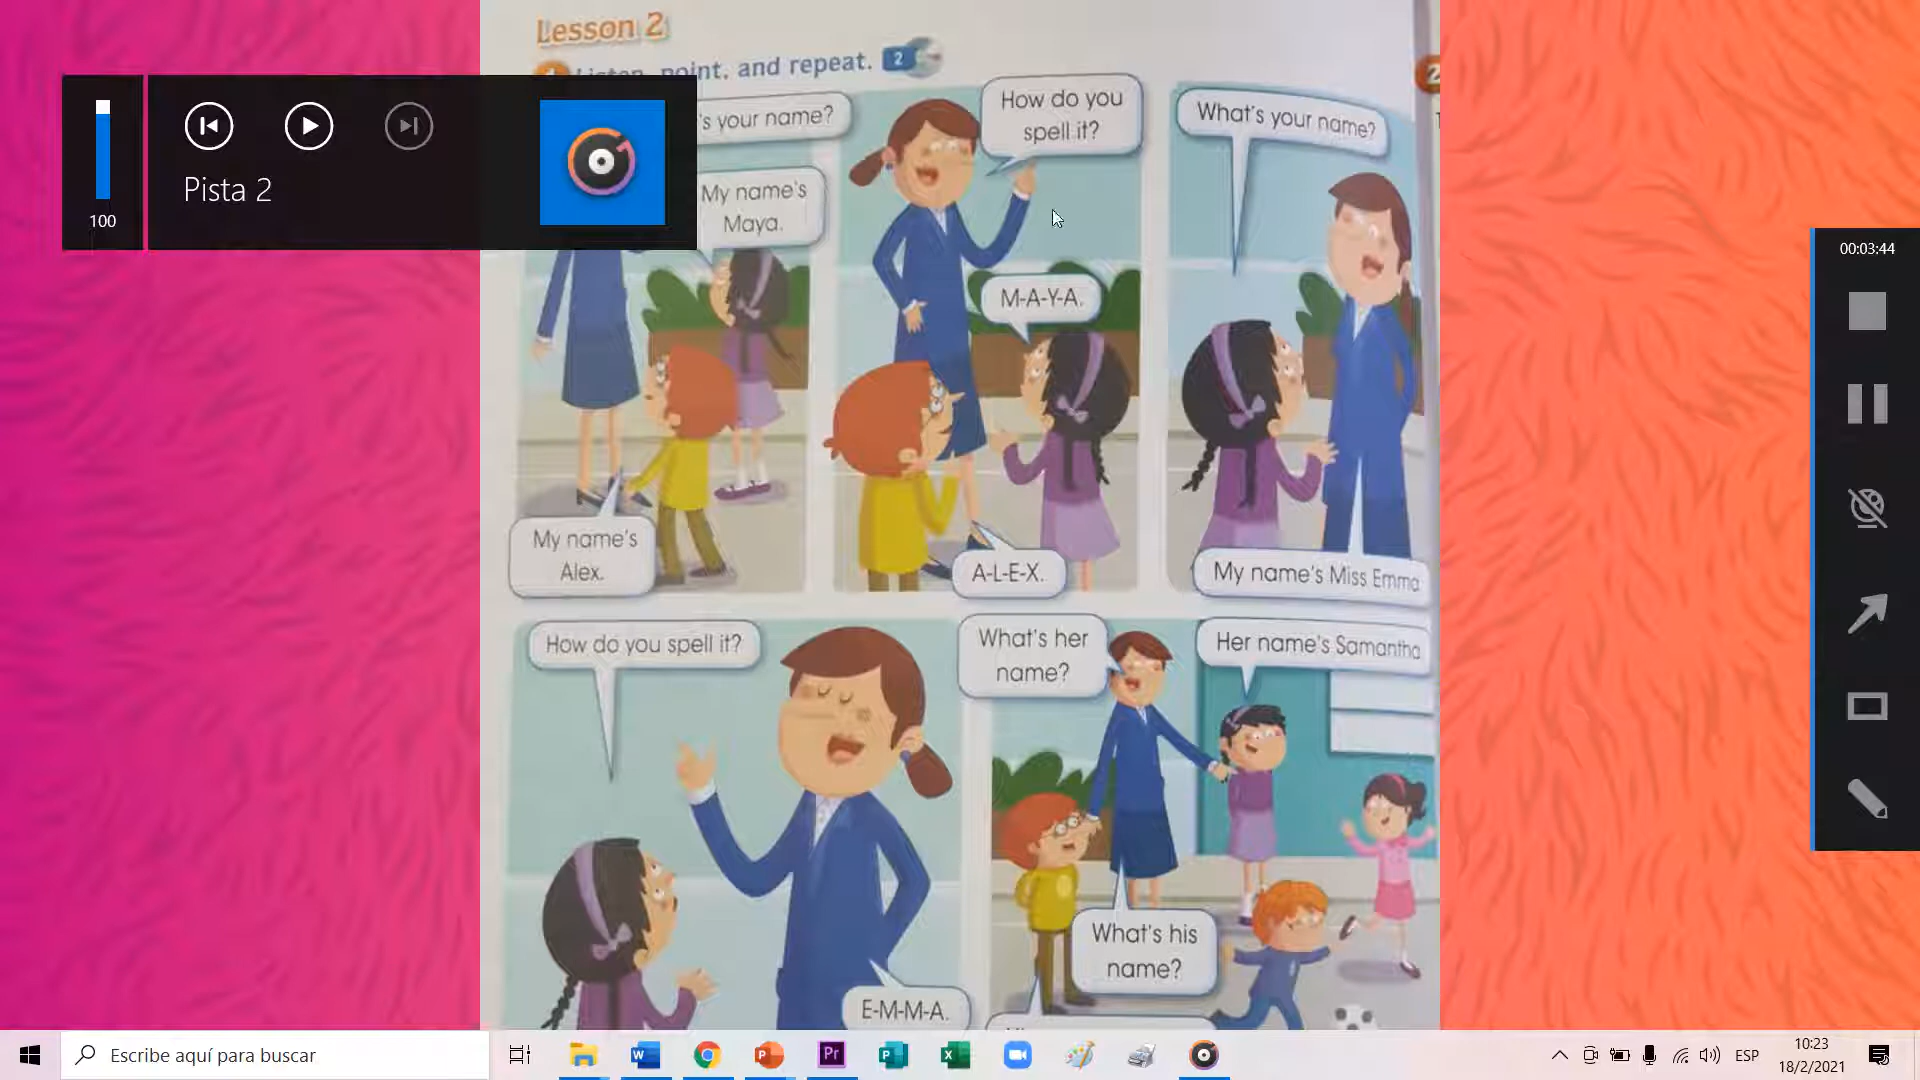 Lesson 2
point, and repeat. 2
's your name?
My name's
Maya.
My name's
Alex.
How do you
spell it?
M-A-Y-A.
A-L-E-X.
What's your name?
My name's Miss Emma
How do you spell it?
E-M-M-A.
What's her
name?
Her name's Samantha
What's his
name?
2
Pista 2
100
00:03:44
Escribe aquí para buscar
ESP
10:23
18/2/2021